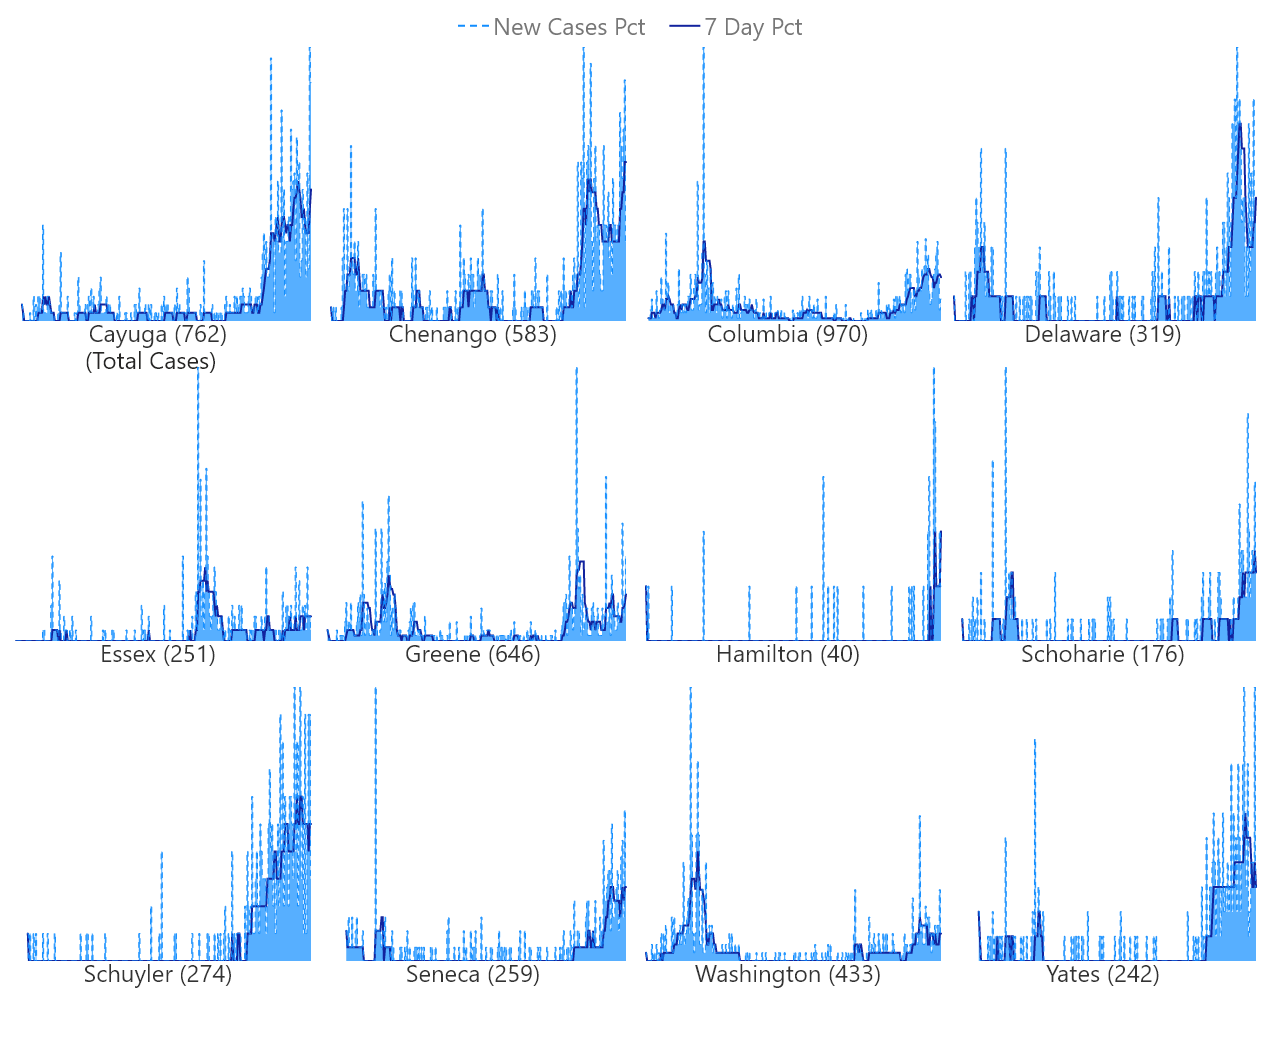 New Cases Pct 7 Day Pct
Cayuga (762) Chenango (583) Columbia (970) Delaware (319)
(Total Cases)
Essex (251) Greene (646) Hamilton (40) Schoharie (176)
Schuyler (274) Seneca (259) Washington (433) Yates (242)